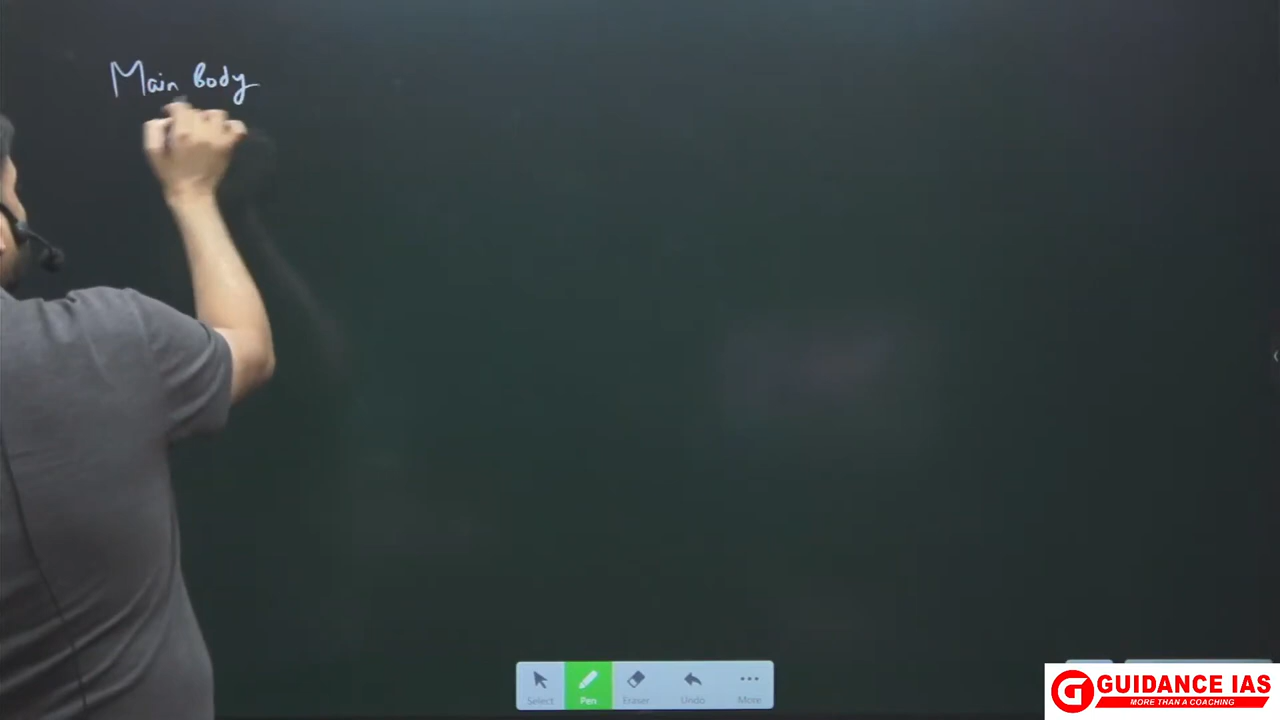 Main Body
Select Pen Eraser Undo More
GUIDANCE IAS
MORE THAN A COACHING